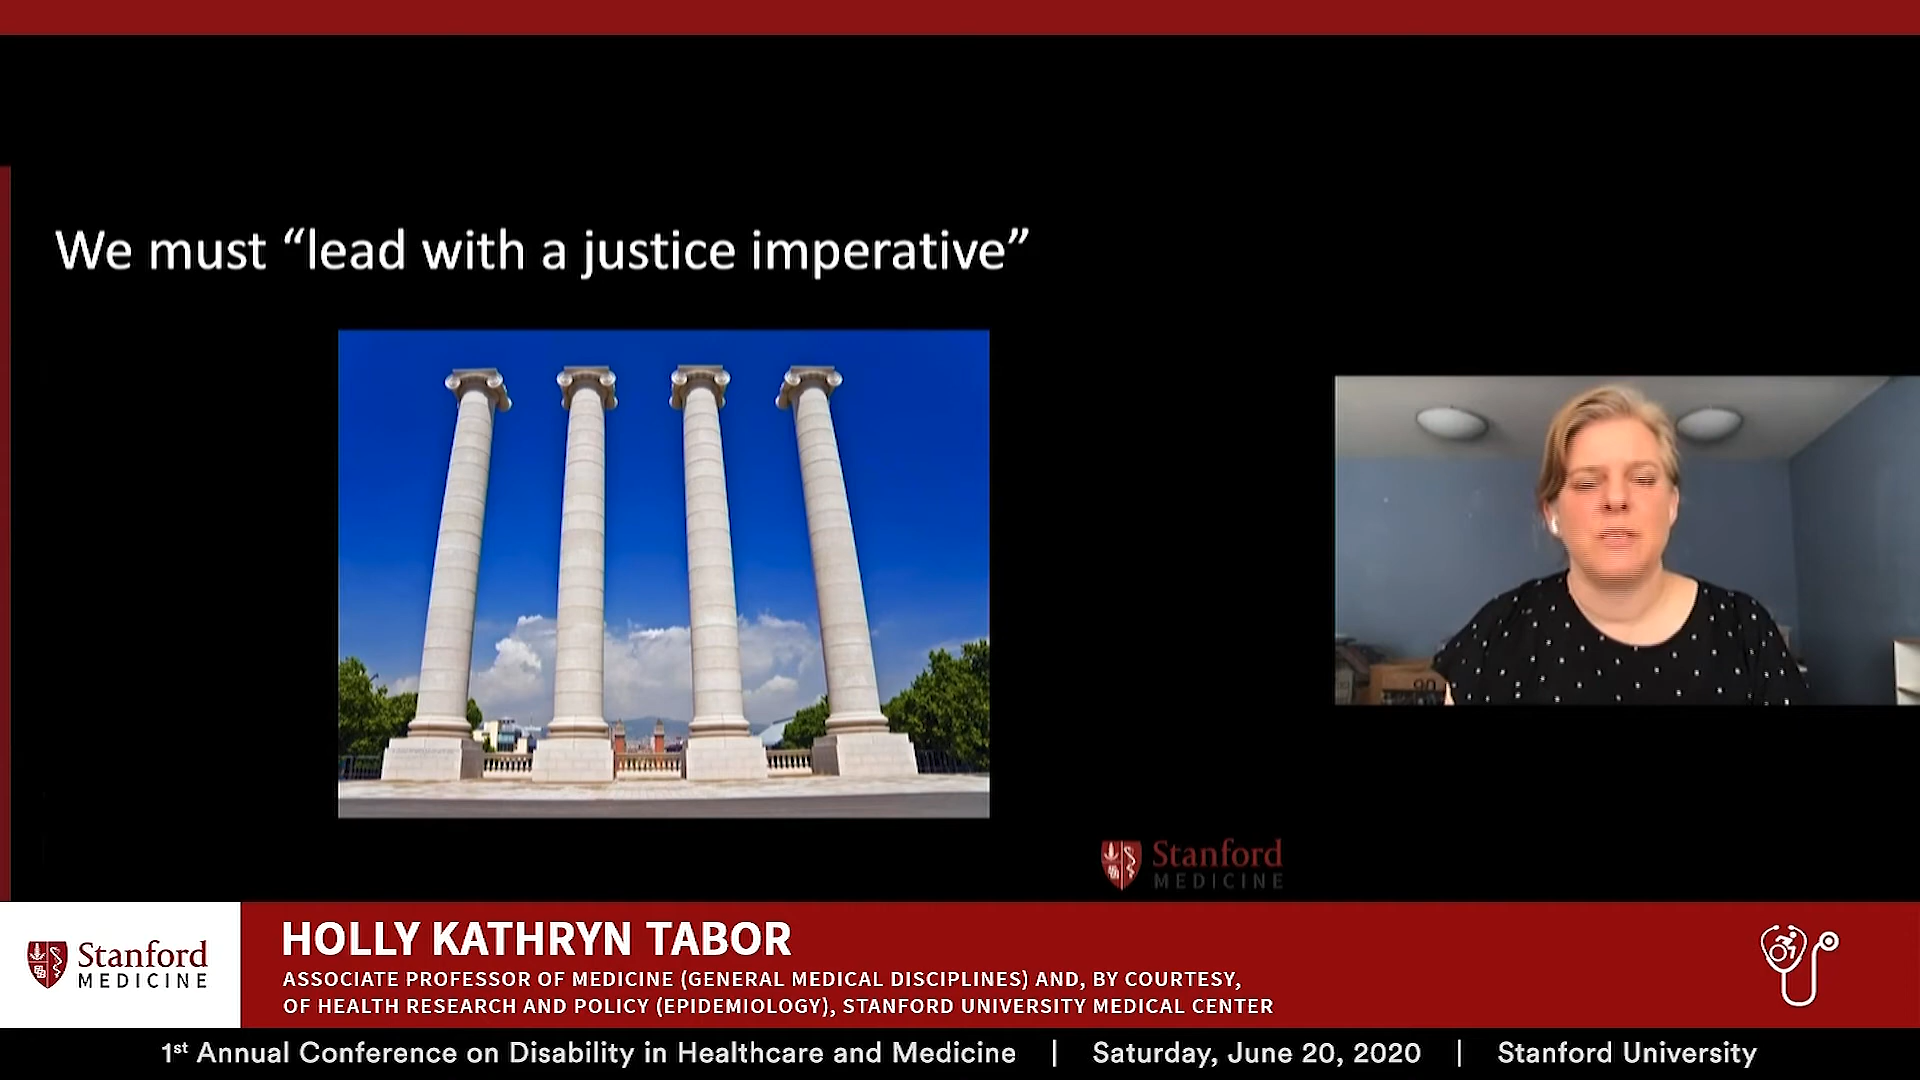 We must “lead with a justice imperative”
90
Stanford
MEDICINE
Stanford
MEDICINE
HOLLY KATHRYN TABOR
ASSOCIATE PROFESSOR OF MEDICINE (GENERAL MEDICAL DISCIPLINES) AND, BY COURTESY,
OF HEALTH RESEARCH AND POLICY (EPIDEMIOLOGY), STANFORD UNIVERSITY MEDICAL CENTER
1st Annual Conference on Disability in Healthcare and Medicine | Saturday, June 20, 2020 | Stanford University